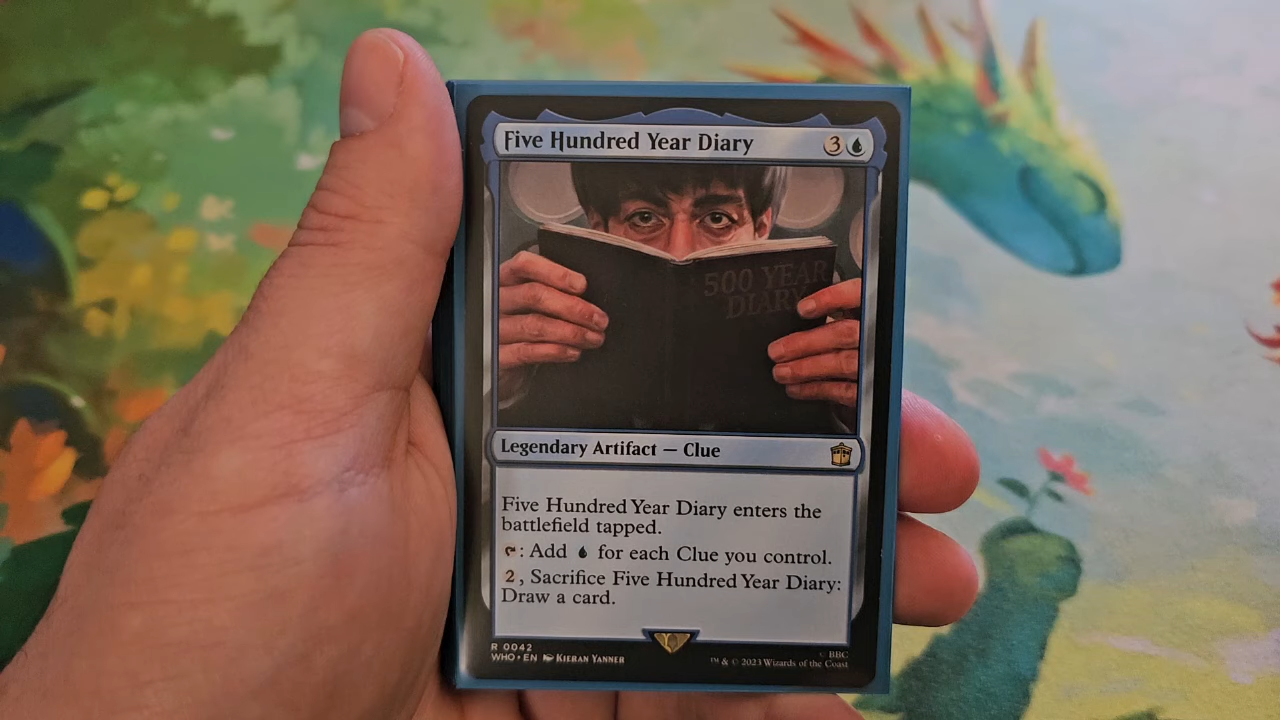 Five Hundred Year Diary 3
500 YEAR
DIARY
Legendary Artifact — Clue
Five Hundred Year Diary enters the
battlefield tapped.
: Add for each Clue you control.
2, Sacrifice Five Hundred Year Diary:
Draw a card.
R 0042
WHO • EN KIERAN YANNER
© BBC
™ & © 2023 Wizards of the Coast